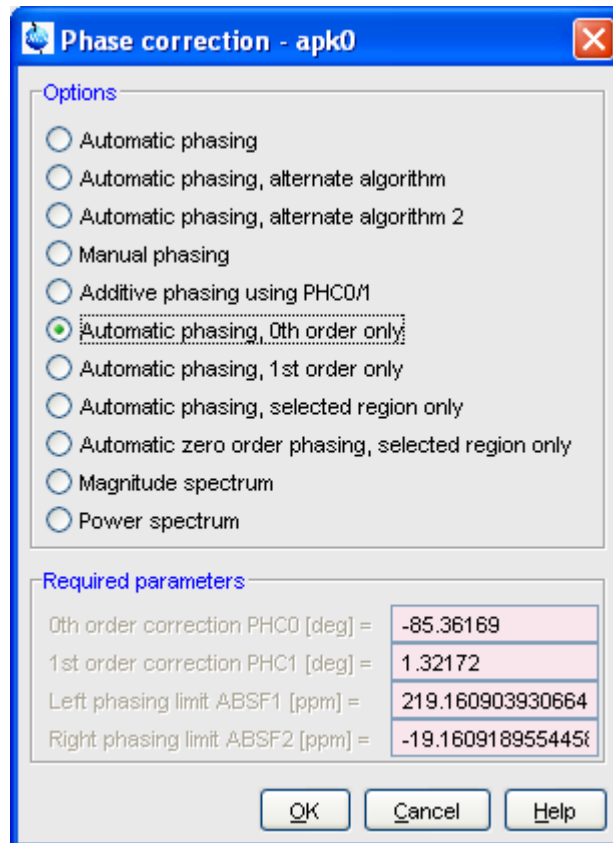 Phase correction - apk0
Options
Automatic phasing
Automatic phasing, alternate algorithm
Automatic phasing, alternate algorithm 2
Manual phasing
Additive phasing using PHC0/1
Automatic phasing, 0th order only
Automatic phasing, 1st order only
Automatic phasing, selected region only
Automatic zero order phasing, selected region only
Magnitude spectrum
Power spectrum
Required parameters
0th order correction PHC0 [deg] = -85.36169
1st order correction PHC1 [deg] = 1.32172
Left phasing limit ABSF1 [ppm] = 219.160903930664
Right phasing limit ABSF2 [ppm] = -19.1609189554458
OK Cancel Help